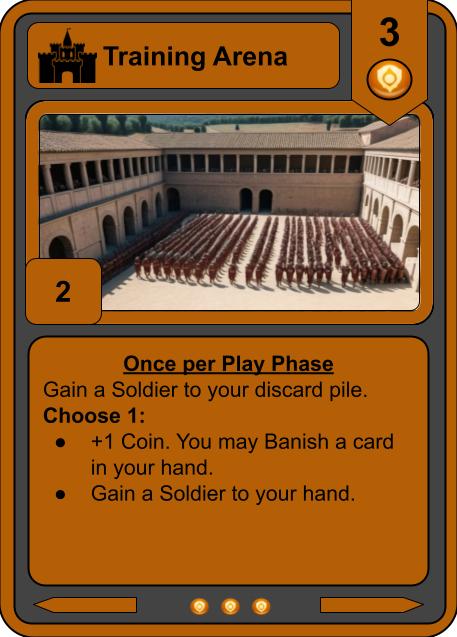 Training Arena
3
2
Once per Play Phase
Gain a Soldier to your discard pile.
Choose 1:
● +1 Coin. You may Banish a card
in your hand.
● Gain a Soldier to your hand.